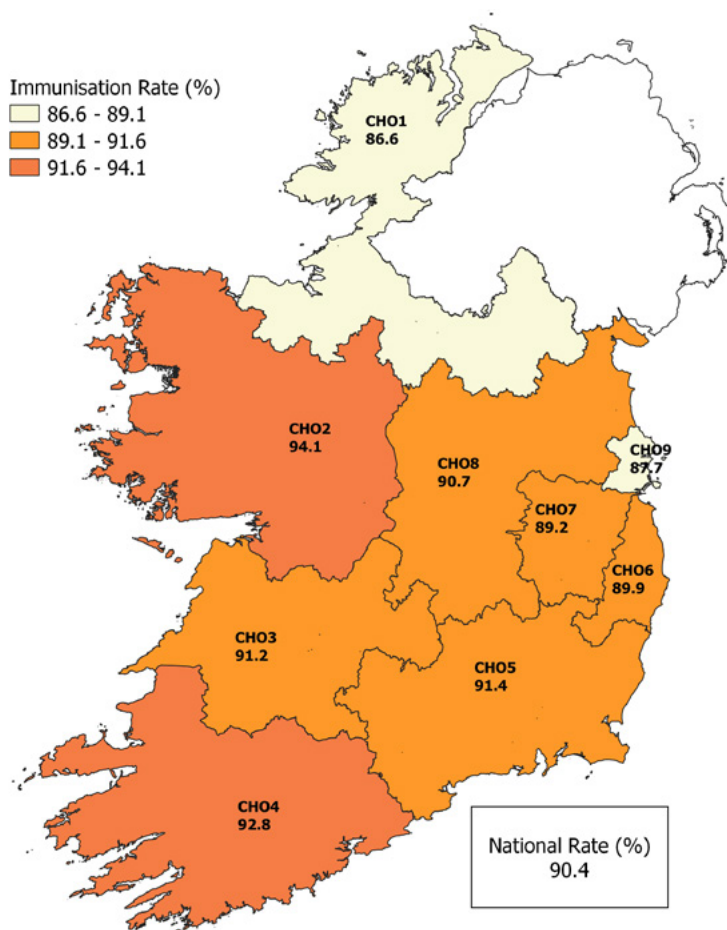 Immunisation Rate (%)
86.6 - 89.1
89.1 - 91.6
91.6 - 94.1
CHO1
86.6
CHO2
94.1
CHO8
90.7
CHO9
87.7
CHO7
89.2
CHO6
89.9
CHO3
91.2
CHO5
91.4
CHO4
92.8
National Rate (%)
90.4